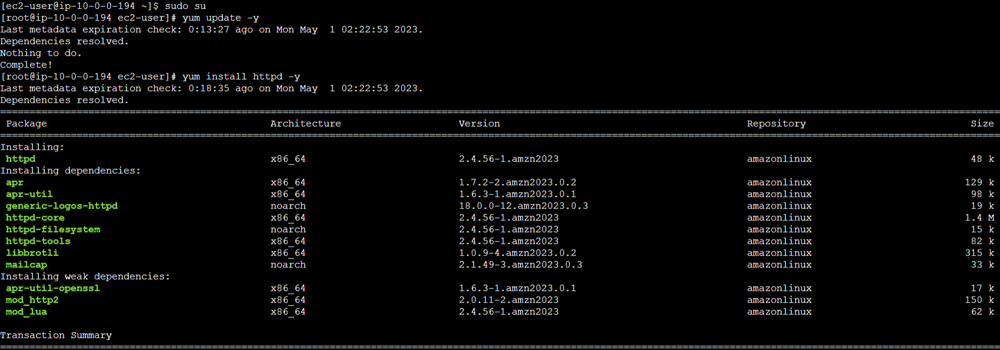 [ec2-user@ip-10-0-0-194 ~]$ sudo su
[root@ip-10-0-0-194 ec2-user]# yum update -y
Last metadata expiration check: 0:13:27 ago on Mon May  1 02:22:53 2023.
Dependencies resolved.
Nothing to do.
Complete!
[root@ip-10-0-0-194 ec2-user]# yum install httpd -y
Last metadata expiration check: 0:18:35 ago on Mon May  1 02:22:53 2023.
Dependencies resolved.
Package Architecture Version Repository Size
Installing:
httpd x86_64 2.4.56-1.amzn2023 amazonlinux 48 k
Installing dependencies:
apr x86_64 1.7.2-2.amzn2023.0.2 amazonlinux 129 k
apr-util x86_64 1.6.3-1.amzn2023.0.1 amazonlinux 98 k
generic-logos-httpd noarch 18.0.0-12.amzn2023.0.3 amazonlinux 19 k
httpd-core x86_64 2.4.56-1.amzn2023 amazonlinux 1.4 M
httpd-filesystem noarch 2.4.56-1.amzn2023 amazonlinux 15 k
httpd-tools x86_64 2.4.56-1.amzn2023 amazonlinux 82 k
libbrotli x86_64 1.0.9-4.amzn2023.0.2 amazonlinux 315 k
mailcap noarch 2.1.49-3.amzn2023.0.3 amazonlinux 33 k
Installing weak dependencies:
apr-util-openssl x86_64 1.6.3-1.amzn2023.0.1 amazonlinux 17 k
mod_http2 x86_64 2.0.11-2.amzn2023 amazonlinux 150 k
mod_lua x86_64 2.4.56-1.amzn2023 amazonlinux 62 k
Transaction Summary